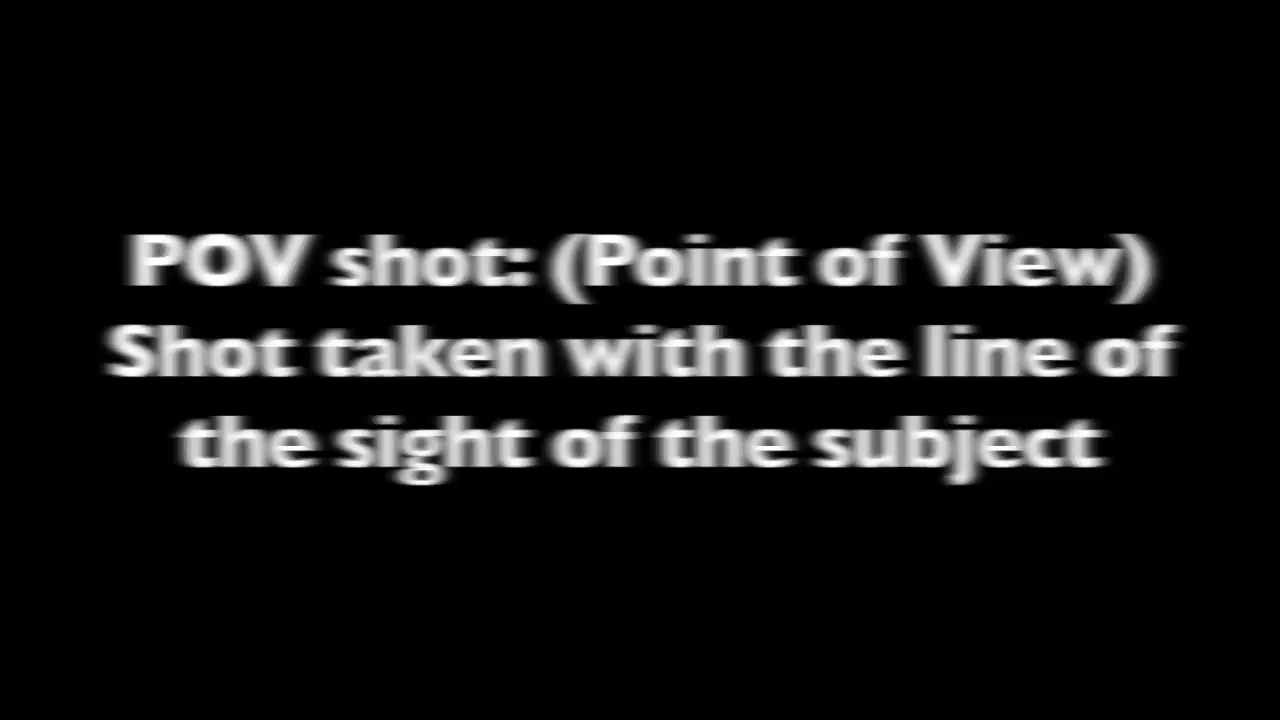 POV shot: (Point of View)
Shot taken with the line of
the sight of the subject